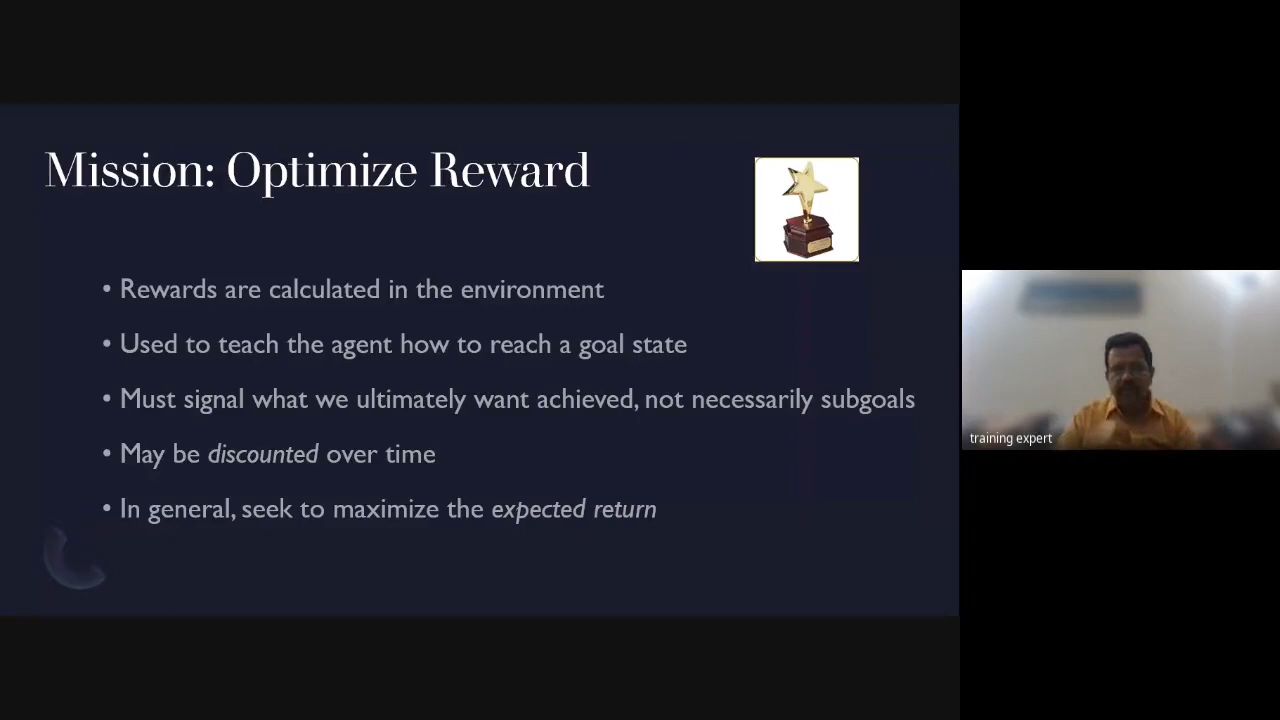 Mission: Optimize Reward
• Rewards are calculated in the environment
• Used to teach the agent how to reach a goal state
• Must signal what we ultimately want achieved, not necessarily subgoals
• May be discounted over time
• In general, seek to maximize the expected return
training expert